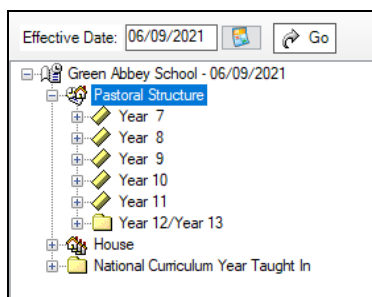 Effective Date: 06/09/2021 Go
Green Abbey School - 06/09/2021
Pastoral Structure
Year 7
Year 8
Year 9
Year 10
Year 11
Year 12/Year 13
House
National Curriculum Year Taught In